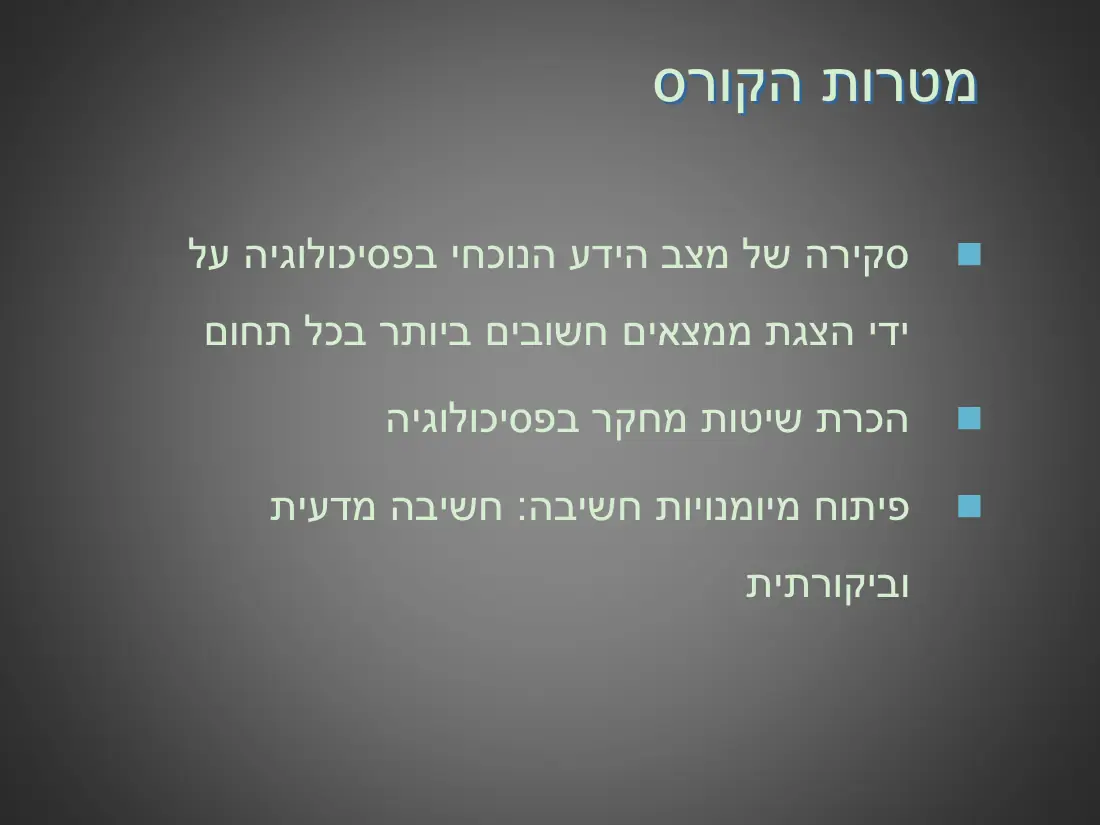 מטרות הקורס
סקירה של מצב הידע הנוכחי בפסיכולוגיה על
ידי הצגת ממצאים חשובים ביותר בכל תחום
הכרת שיטות מחקר בפסיכולוגיה
פיתוח מיומנויות חשיבה: חשיבה מדעית
וביקורתית